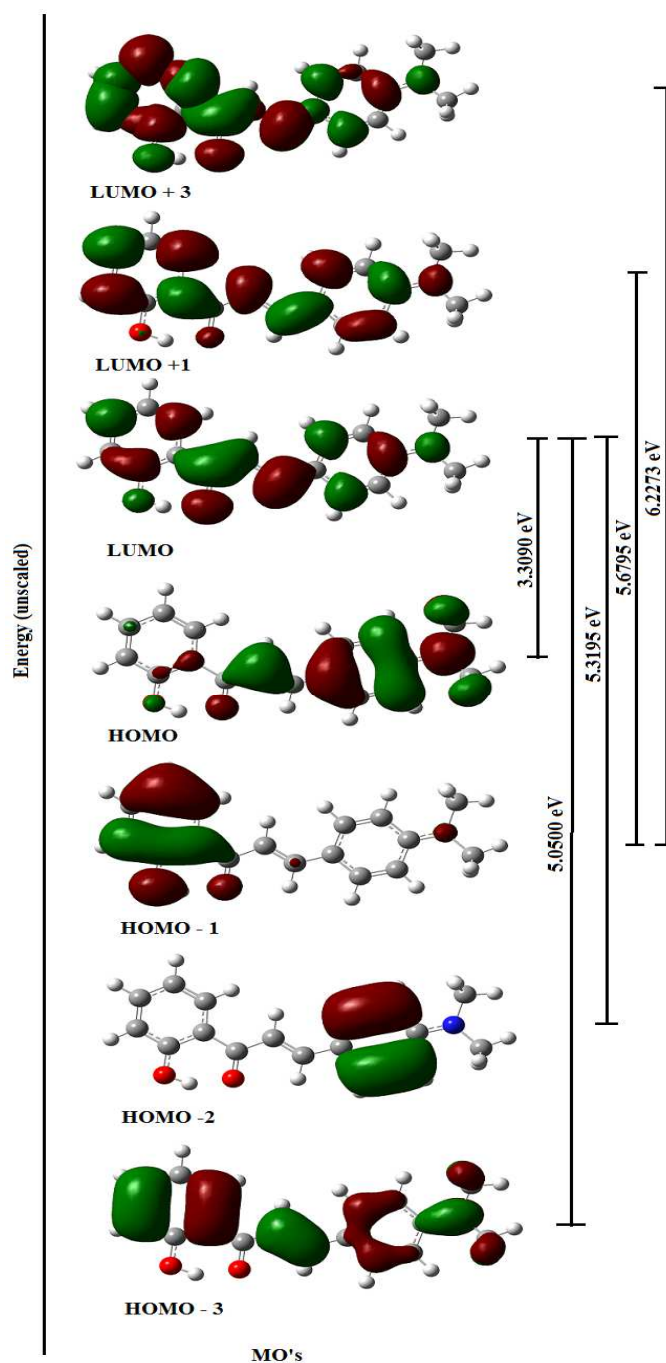 LUMO + 3
LUMO +1
LUMO
HOMO
HOMO - 1
HOMO -2
HOMO - 3
MO's
Energy (unscaled)
3.3090 eV
5.0500 eV
5.3195 eV
5.6795 eV
6.2273 eV